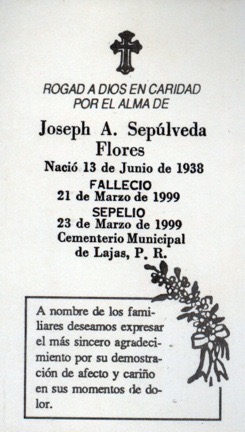 ROGAD A DIOS EN CARIDAD
POR EL ALMA DE
Joseph A. Sepúlveda
Flores
Nació 13 de Junio de 1938
FALLECIO
21 de Marzo de 1999
SEPELIO
23 de Marzo de 1999
Cementerio Municipal
de Lajas, P. R.
A nombre de los fami-
liares deseamos expresar
el más sincero agradeci-
miento por su demostra-
ción de afecto y cariño
en sus momentos de do-
lor.